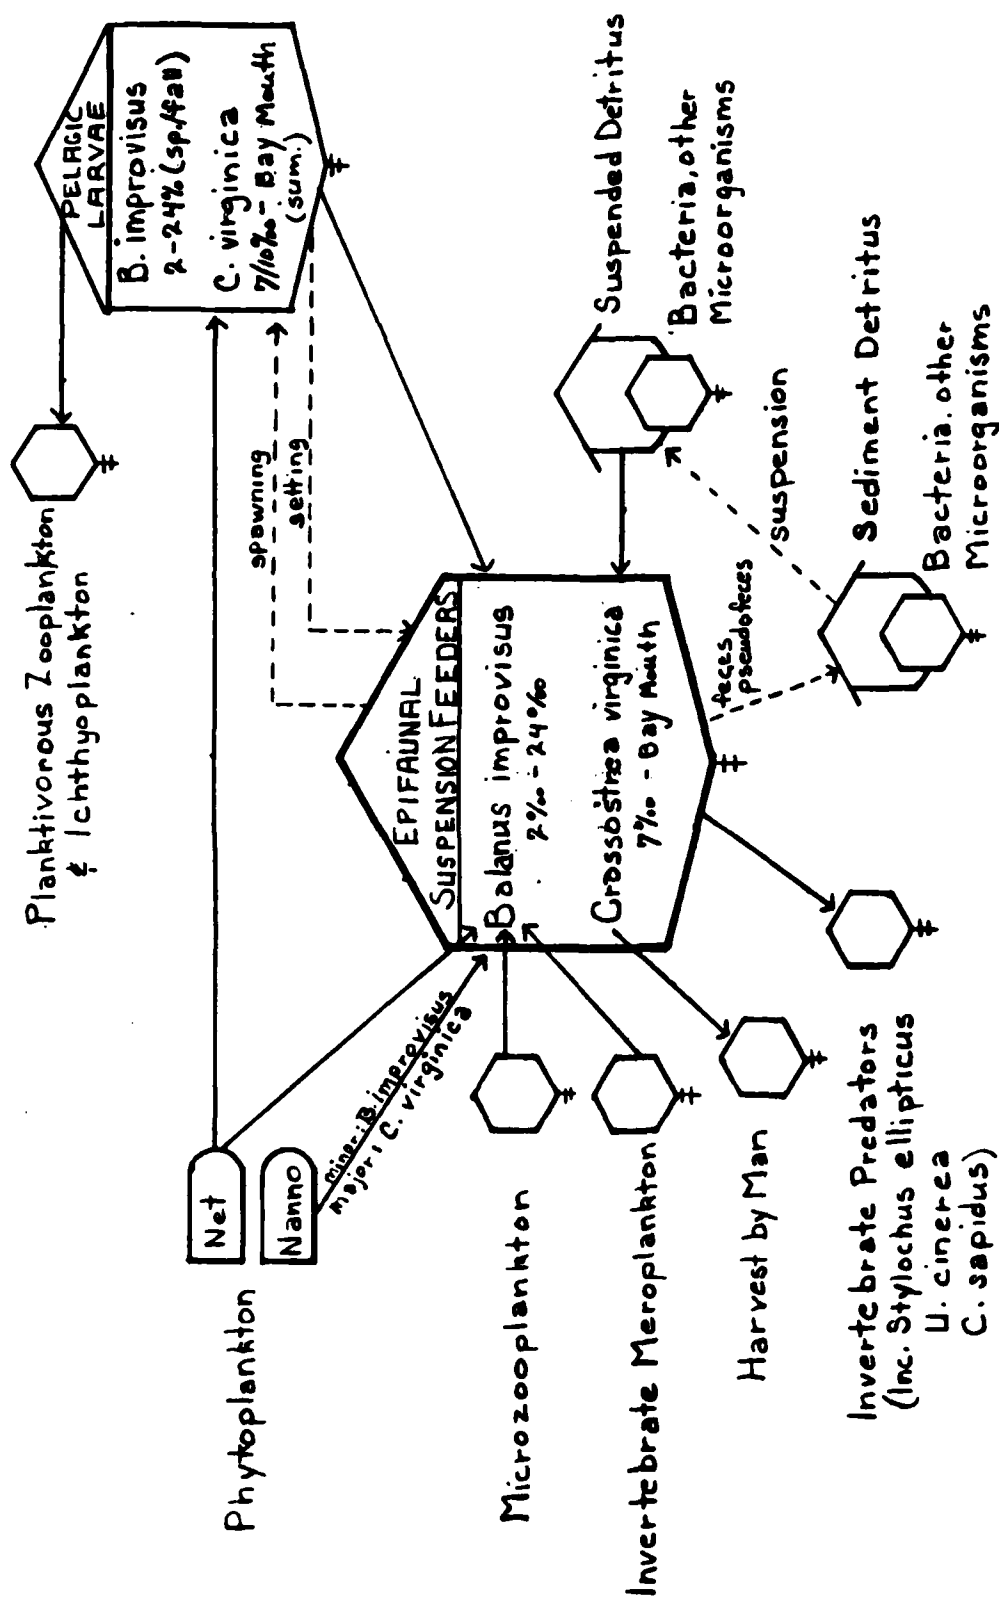 Planktivorous Zooplankton
& Ichthyoplankton
PELAGIC
LARVAE
B. improvisus
2-24% (sp./fall)
C. virginica
7/10‰- Bay Mouth
(sum.)
Phytoplankton
Net
Nanno
minor: B. improvisus
major: C. virginica
spawning
setting
EPIFAUNAL
SUSPENSION FEEDERS
Balanus improvisus
2‰ - 24‰
Crossostrea virginica
7‰ - Bay Mouth
Microzooplankton
Invertebrate Meroplankton
Harvest by Man
Invertebrate Predators
(Inc. Stylochus ellipticus
U. cinerea
C. sapidus)
feces
pseudofeces
suspension
Suspended Detritus
Bacteria, other
Microorganisms
Sediment Detritus
Bacteria. other
Microorganisms